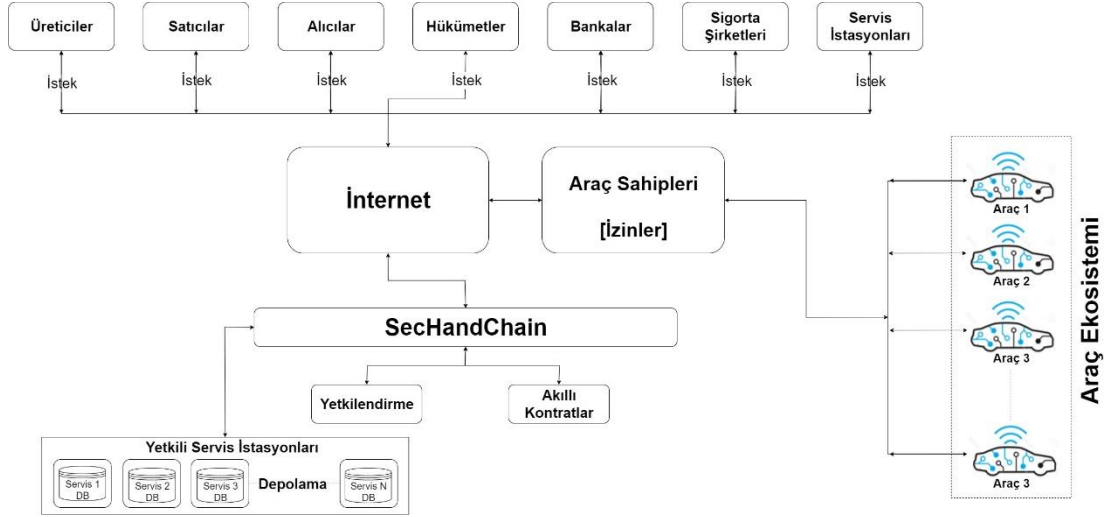 Üreticiler
Satıcılar
Alıcılar
Hükümetler
Bankalar
Sigorta
Şirketleri
Servis
İstasyonları
İstek
İstek
İstek
İstek
İstek
İstek
İstek
İnternet
Araç Sahipleri
[İzinler]
Araç 1
Araç 2
Araç 3
Araç 3
Araç Ekosistemi
SecHandChain
Yetkilendirme
Akıllı
Kontratlar
Yetkili Servis İstasyonları
Servis 1
DB
Servis 2
DB
Servis 3
DB
Depolama
Servis N
DB